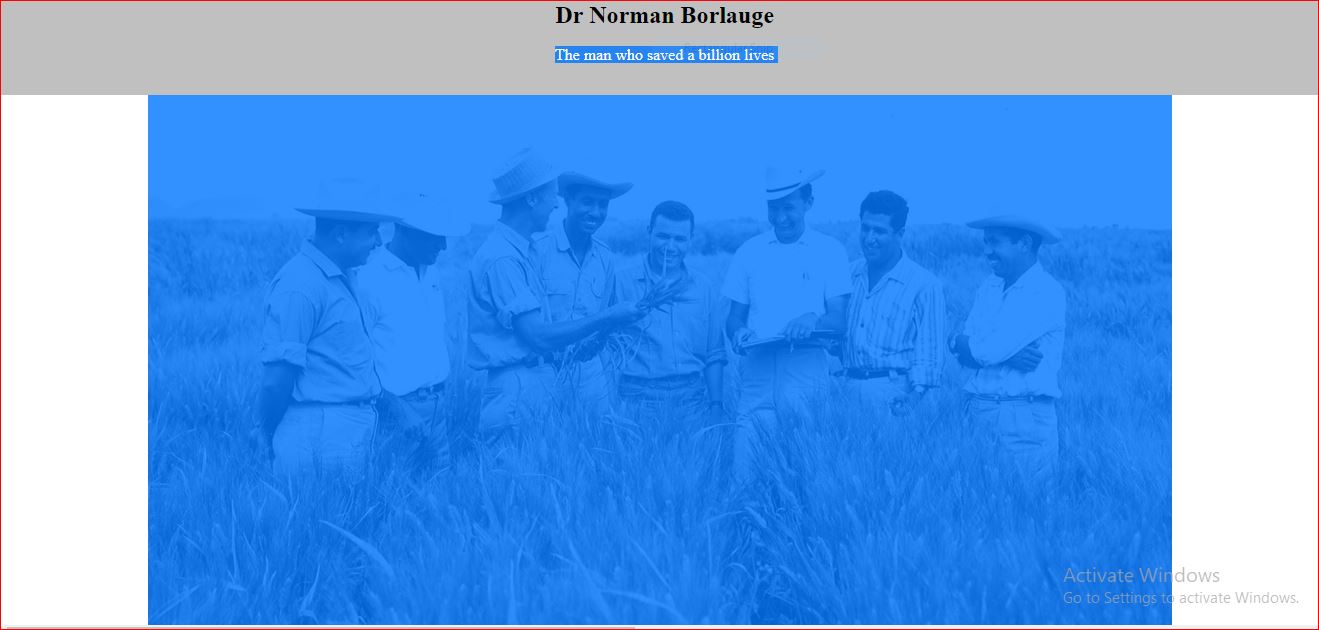 Dr Norman Borlauge
The man who saved a billion lives
Activate Windows
Go to Settings to activate Windows.